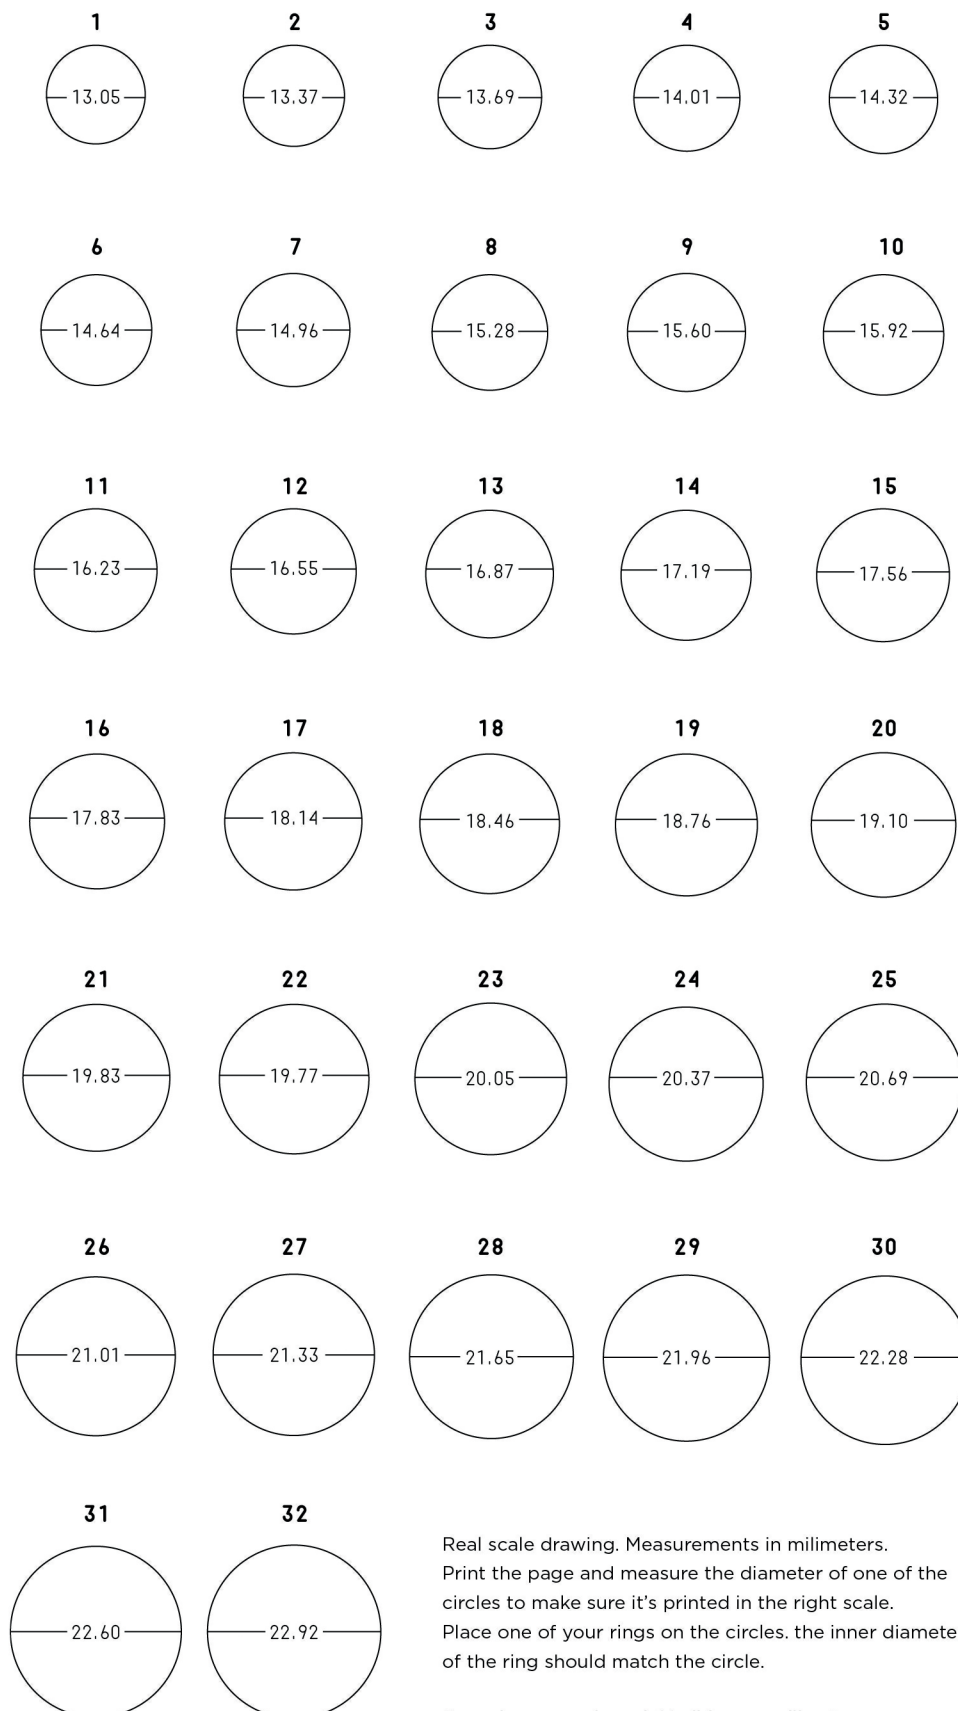 1 2 3 4 5
13.05 13.37 13.69 14.01 14.32
6 7 8 9 10
14.64 14.96 15.28 15.60 15.92
11 12 13 14 15
16.23 16.55 16.87 17.19 17.56
16 17 18 19 20
17.83 18.14 18.46 18.76 19.10
21 22 23 24 25
19.83 19.77 20.05 20.37 20.69
26 27 28 29 30
21.01 21.33 21.65 21.96 22.28
31 32
22.60 22.92
Real scale drawing. Measurements in milimeters.
Print the page and measure the diameter of one of the
circles to make sure it's printed in the right scale.
Place one of your rings on the circles. the inner diamete
of the ring should match the circle.